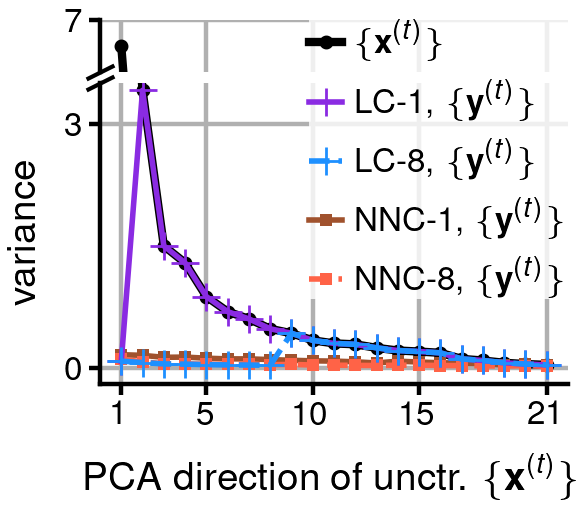 7
3
0
variance
{x^(t)}
LC-1, {y^(t)}
LC-8, {y^(t)}
NNC-1, {y^(t)}
NNC-8, {y^(t)}
1 5 10 15 21
PCA direction of unctr. {x^(t)}